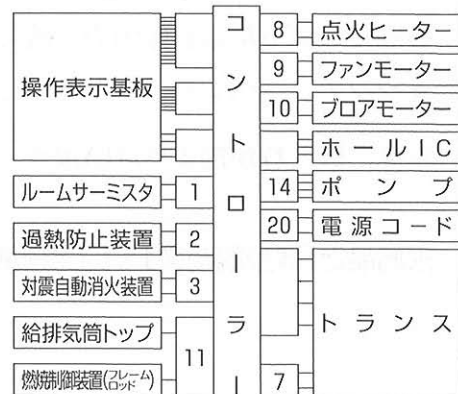 操作表示基板
ルームサーミスタ 1
過熱防止装置 2
対震自動消火装置 3
給排気筒トップ
11
燃焼制御装置(フレームロッド)
コントローラー
8 点火ヒーター
9 ファンモーター
10 ブロアモーター
ホールIC
14 ポンプ
20 電源コード
トランス
7